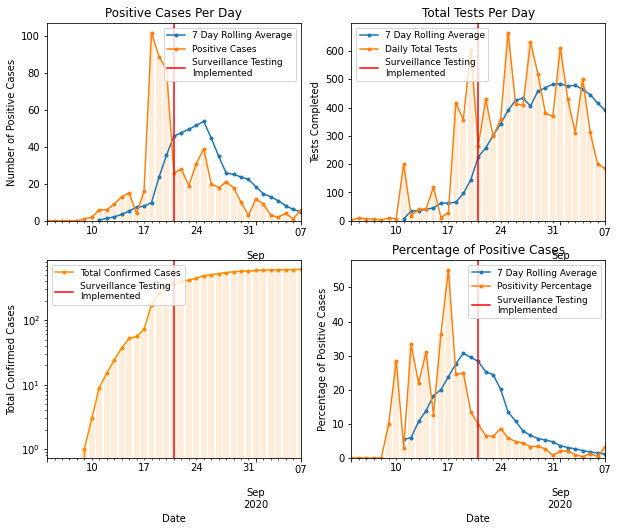 Positive Cases Per Day
Number of Positive Cases
100
80
60
40
20
0
7 Day Rolling Average
Positive Cases
Surveillance Testing
Implemented
10
17
24
31
07
Sep
Total Tests Per Day
Tests Completed
600
500
400
300
200
100
0
7 Day Rolling Average
Daily Total Tests
Surveillance Testing
Implemented
10
17
24
31
07
Sep
Total Confirmed Cases
10²
10¹
10⁰
Total Confirmed Cases
Surveillance Testing
Implemented
10
17
24
31
07
Sep
2020
Date
Percentage of Positive Cases
Percentage of Positive Cases
50
40
30
20
10
0
7 Day Rolling Average
Positivity Percentage
Surveillance Testing
Implemented
10
17
24
31
07
Sep
2020
Date